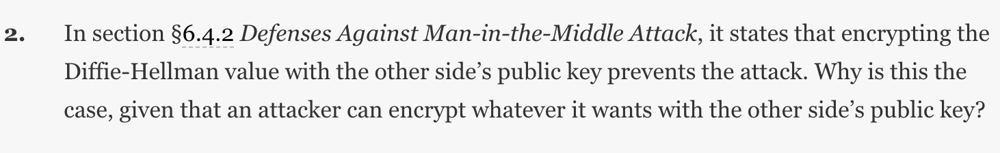 2. In section §6.4.2 Defenses Against Man-in-the-Middle Attack, it states that encrypting the
Diffie-Hellman value with the other side’s public key prevents the attack. Why is this the
case, given that an attacker can encrypt whatever it wants with the other side’s public key?